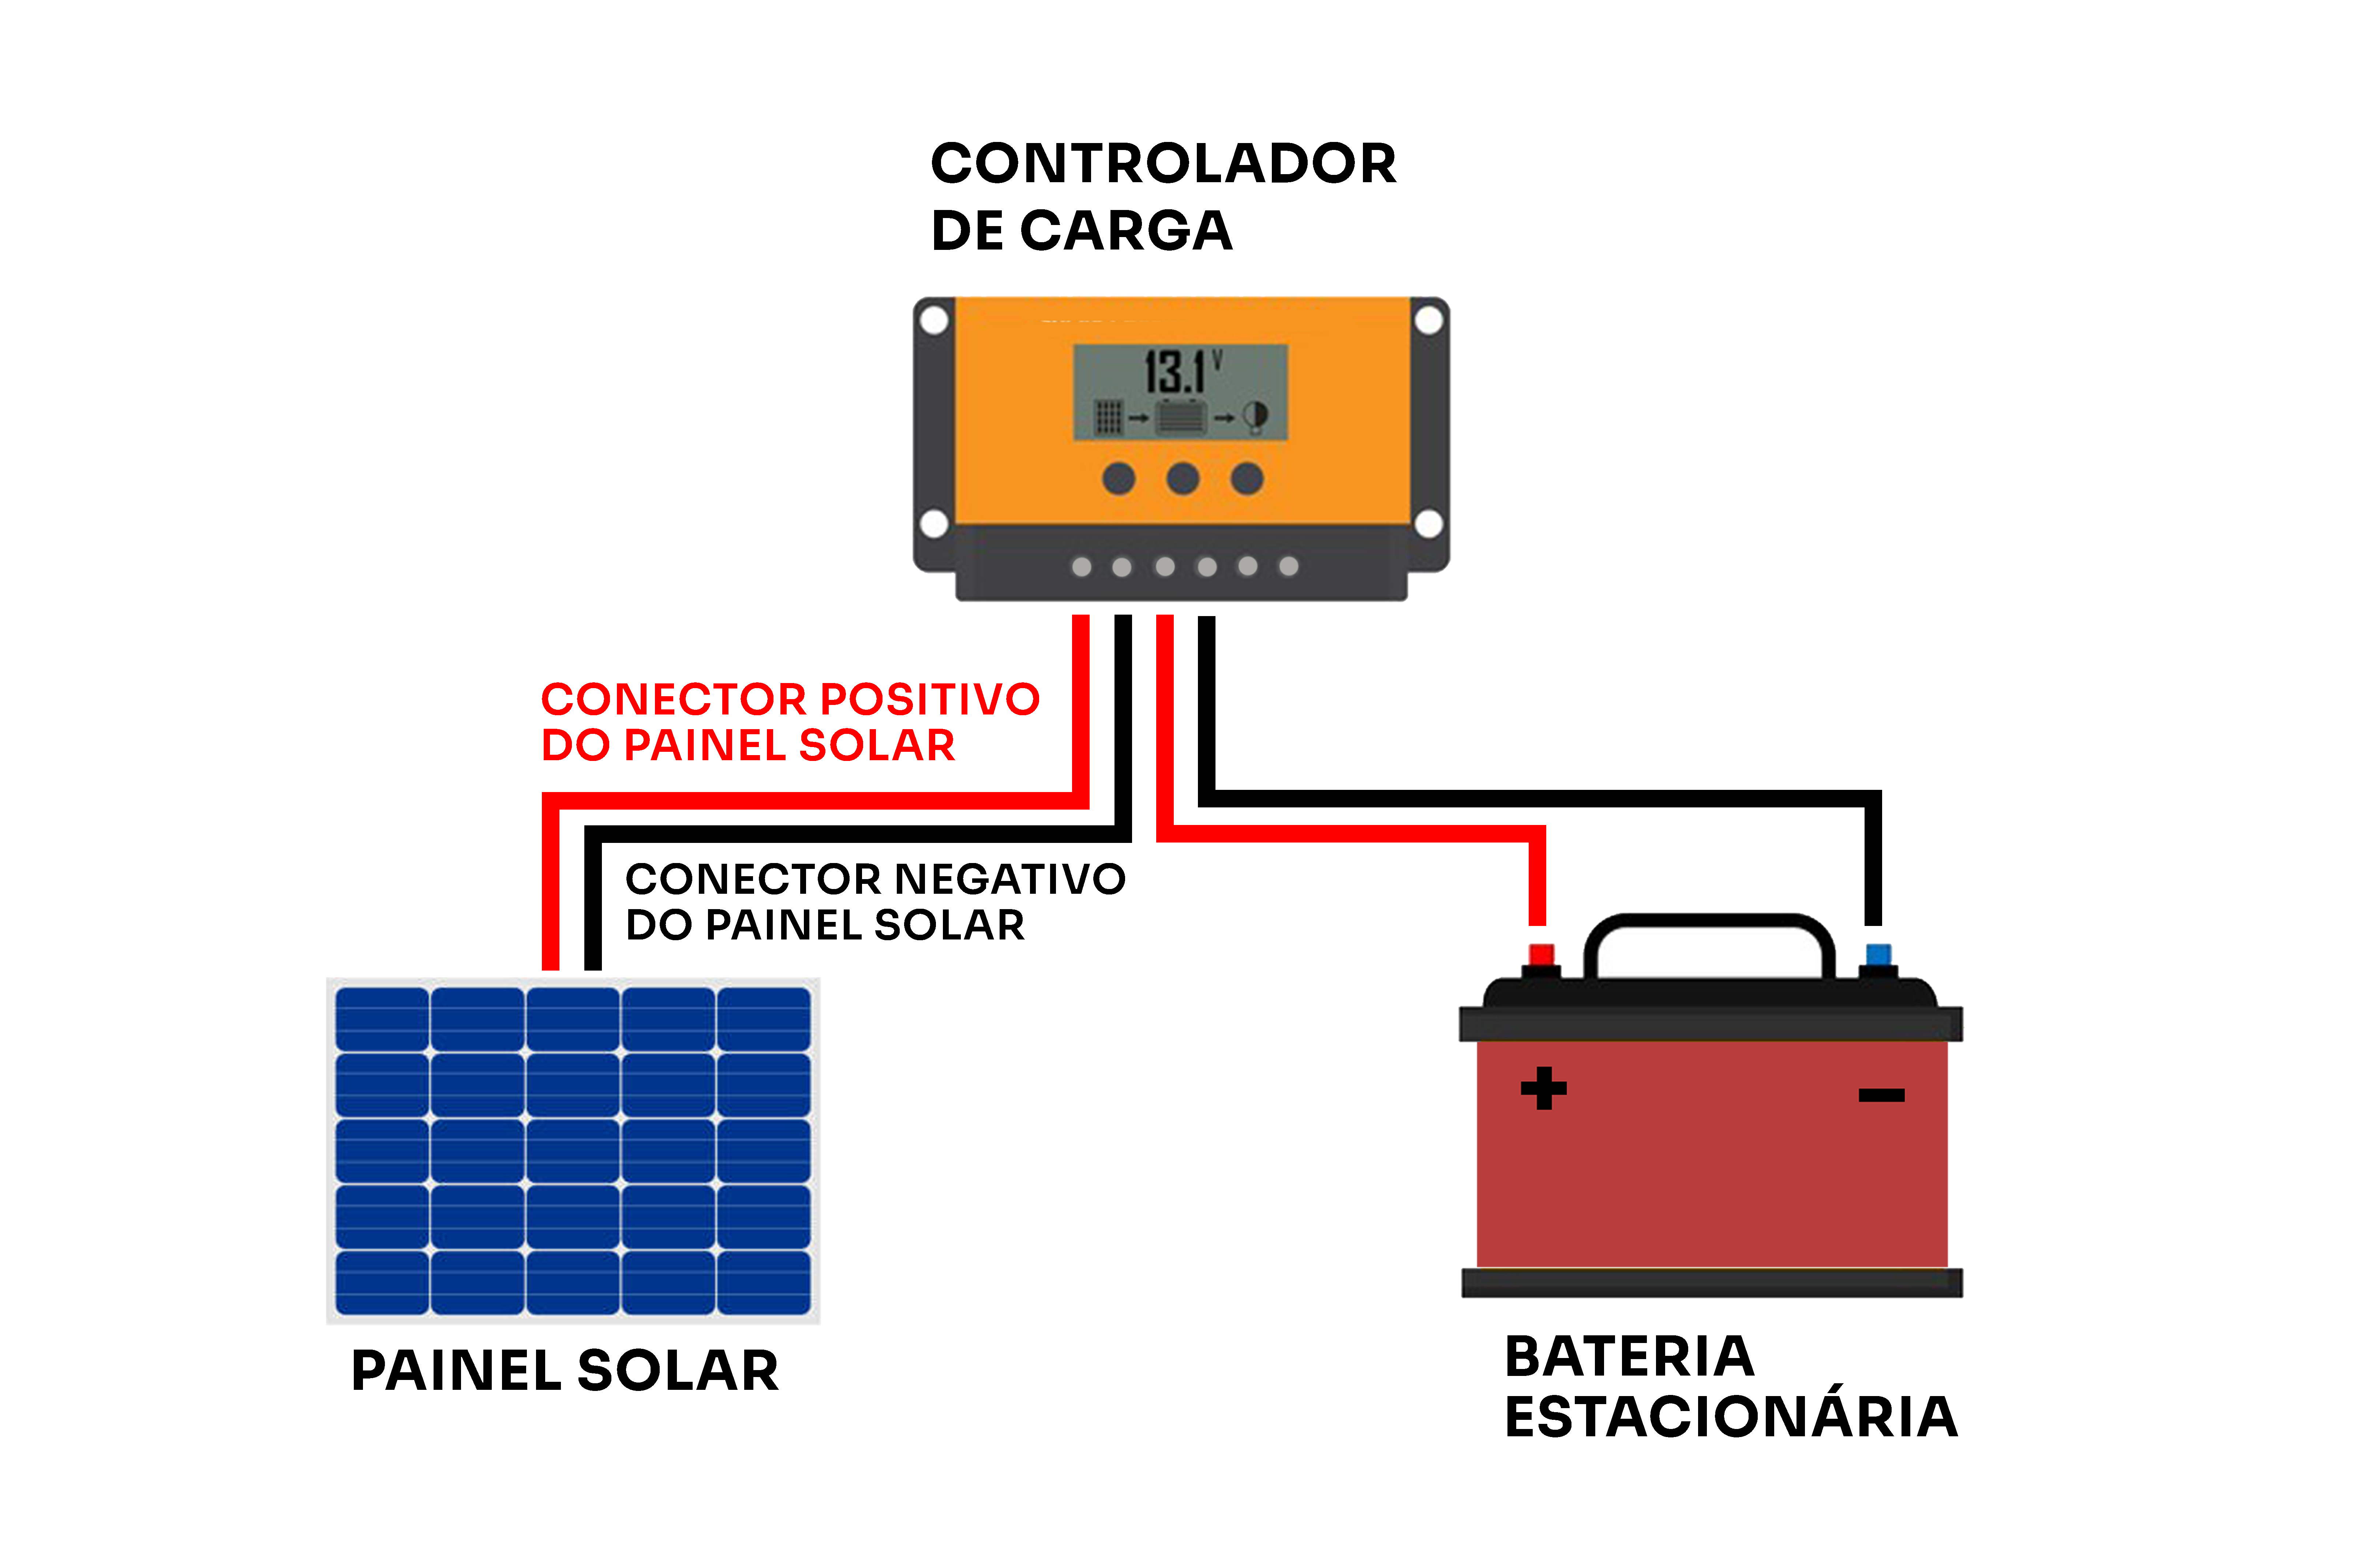 CONTROLADOR
DE CARGA
13.1 V
CONECTOR POSITIVO
DO PAINEL SOLAR
CONECTOR NEGATIVO
DO PAINEL SOLAR
+ −
PAINEL SOLAR
BATERIA
ESTACIONÁRIA